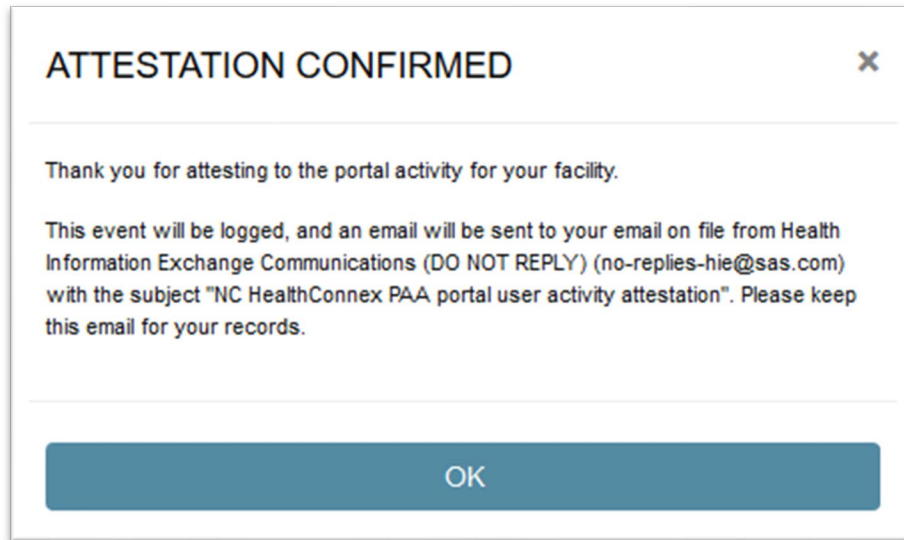 ATTESTATION CONFIRMED ×
Thank you for attesting to the portal activity for your facility.
This event will be logged, and an email will be sent to your email on file from Health
Information Exchange Communications (DO NOT REPLY) (no-replies-hie@sas.com)
with the subject "NC HealthConnex PAA portal user activity attestation". Please keep
this email for your records.
OK